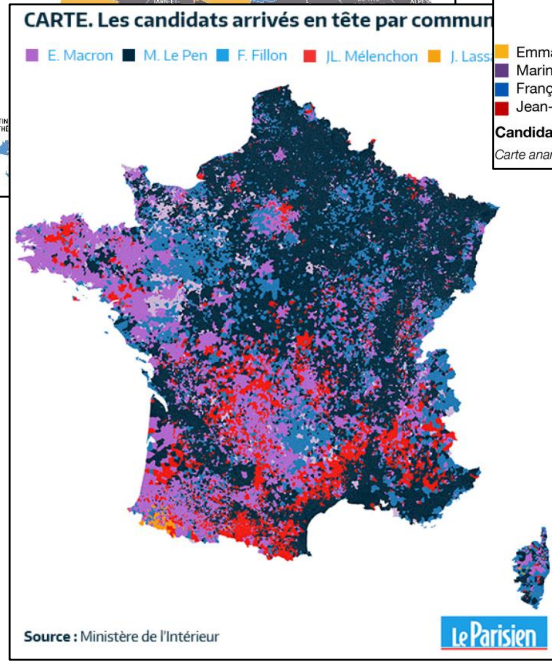 CARTE. Les candidats arrivés en tête par commun
E. Macron M. Le Pen F. Fillon JL. Mélenchon J. Lass
Emma
Marin
Franç
Jean-
Candida
Carte anar
Source : Ministère de l'Intérieur
Le Parisien